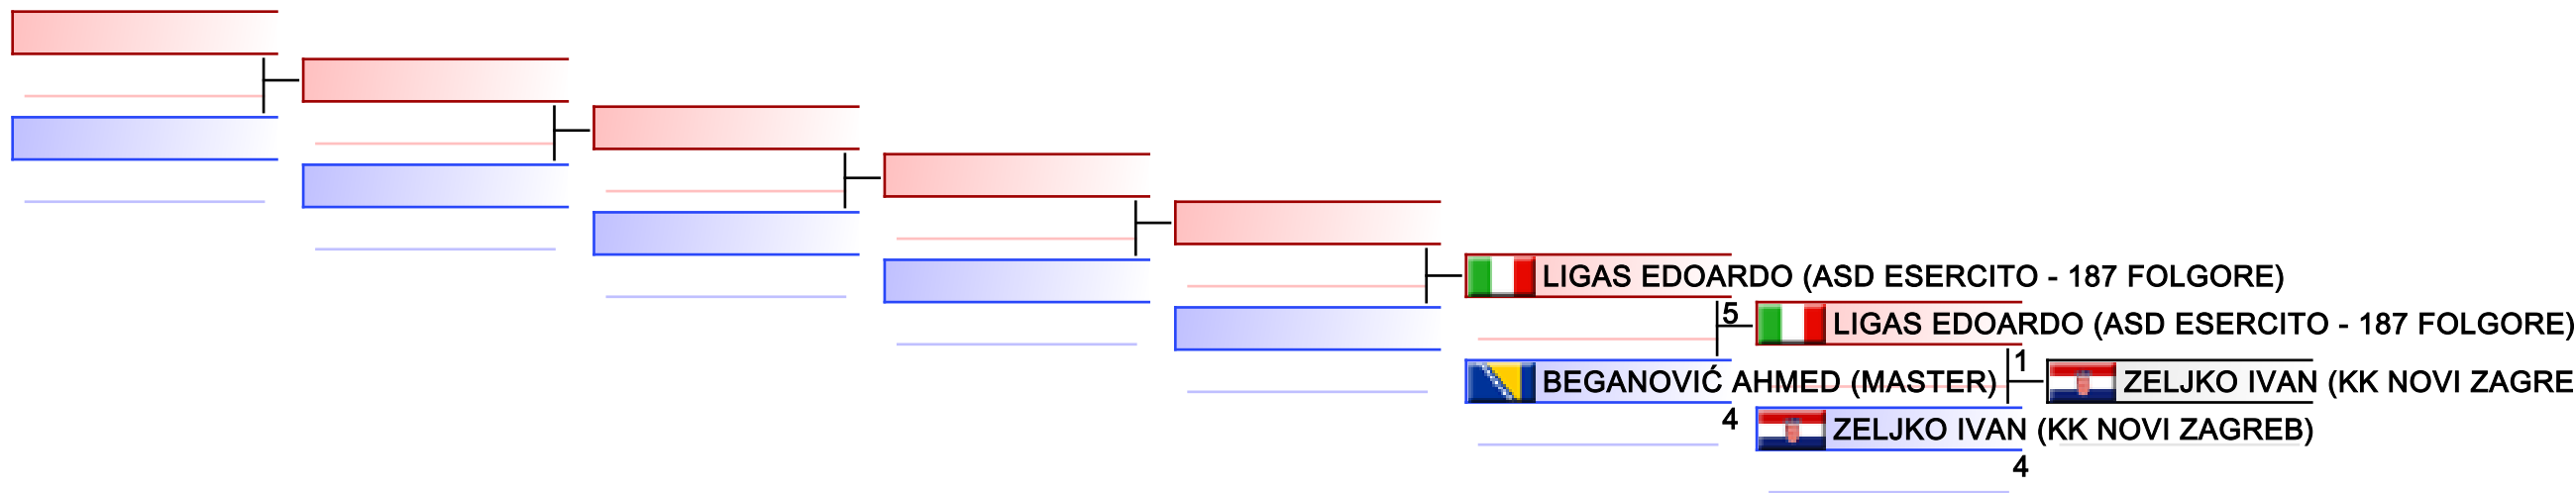 LIGAS EDOARDO (ASD ESERCITO - 187 FOLGORE)
5
LIGAS EDOARDO (ASD ESERCITO - 187 FOLGORE)
1
BEGANOVIĆ AHMED (MASTER)
ZELJKO IVAN (KK NOVI ZAGRE
4
ZELJKO IVAN (KK NOVI ZAGREB)
4